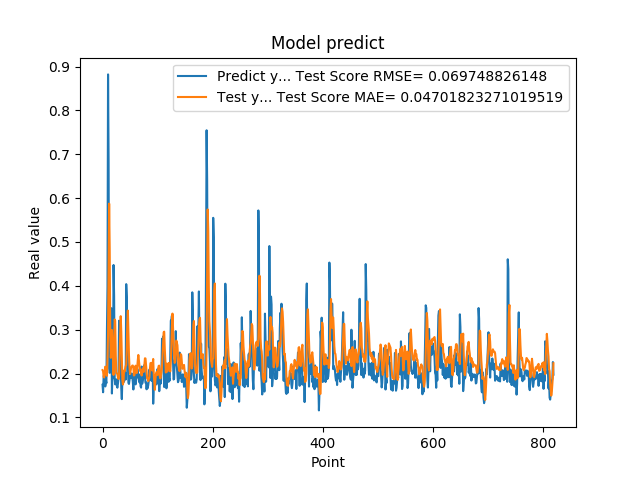 Model predict
Predict y... Test Score RMSE= 0.069748826148
Test y... Test Score MAE= 0.04701823271019519
0.9
0.8
0.7
0.6
0.5
0.4
0.3
0.2
0.1
Real value
0 200 400 600 800
Point